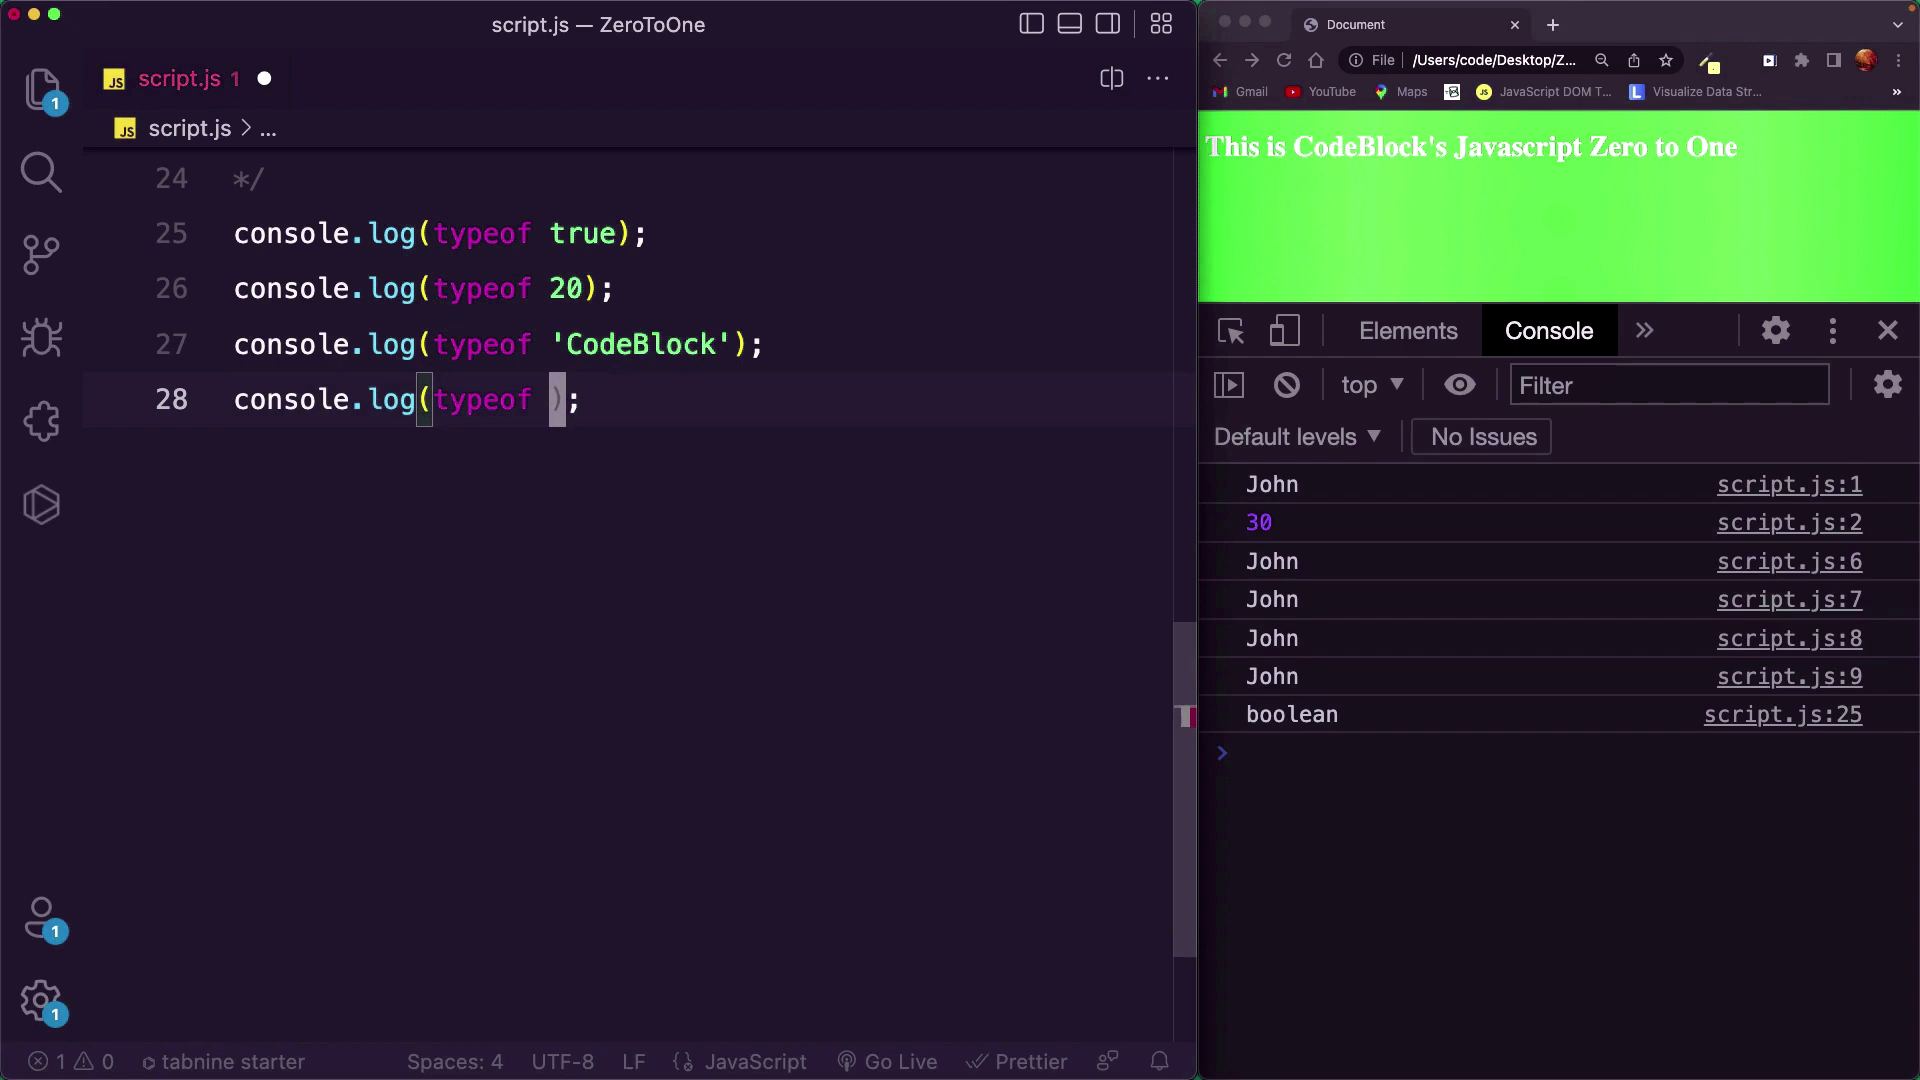 script.js — ZeroToOne
JS script.js 1
JS script.js > ...
24 */
25 console.log(typeof true);
26 console.log(typeof 20);
27 console.log(typeof 'CodeBlock');
28 console.log(typeof );
1
1
1
1 0 tabnine starter Spaces: 4 UTF-8 LF JavaScript Go Live Prettier
Document
File /Users/code/Desktop/Z...
Gmail YouTube Maps JavaScript DOM T... Visualize Data Str... »
This is CodeBlock's Javascript Zero to One
Elements Console
top Filter
Default levels No Issues
John script.js:1
30 script.js:2
John script.js:6
John script.js:7
John script.js:8
John script.js:9
boolean script.js:25